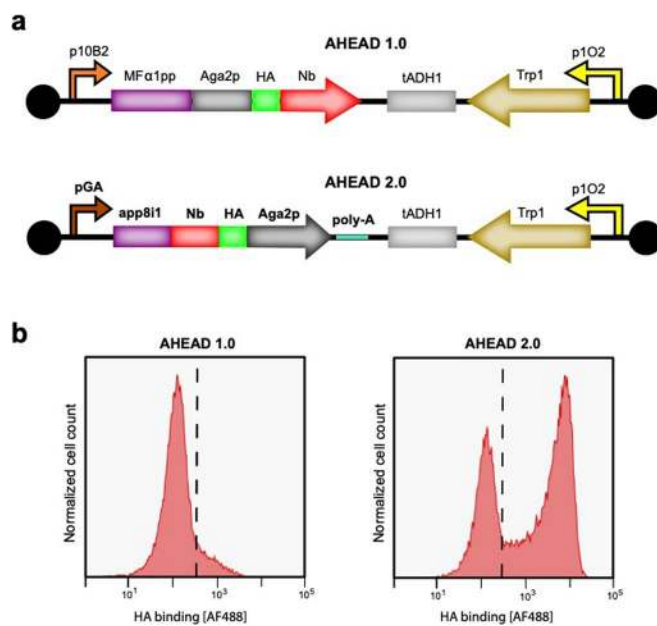 a
AHEAD 1.0
p10B2
MFα1pp Aga2p HA Nb tADH1 Trp1 p1O2
AHEAD 2.0
pGA
app8i1 Nb HA Aga2p poly-A tADH1 Trp1 p1O2
b
AHEAD 1.0
Normalized cell count
10¹ 10³ 10⁵
HA binding [AF488]
AHEAD 2.0
Normalized cell count
10¹ 10³ 10⁵
HA binding [AF488]